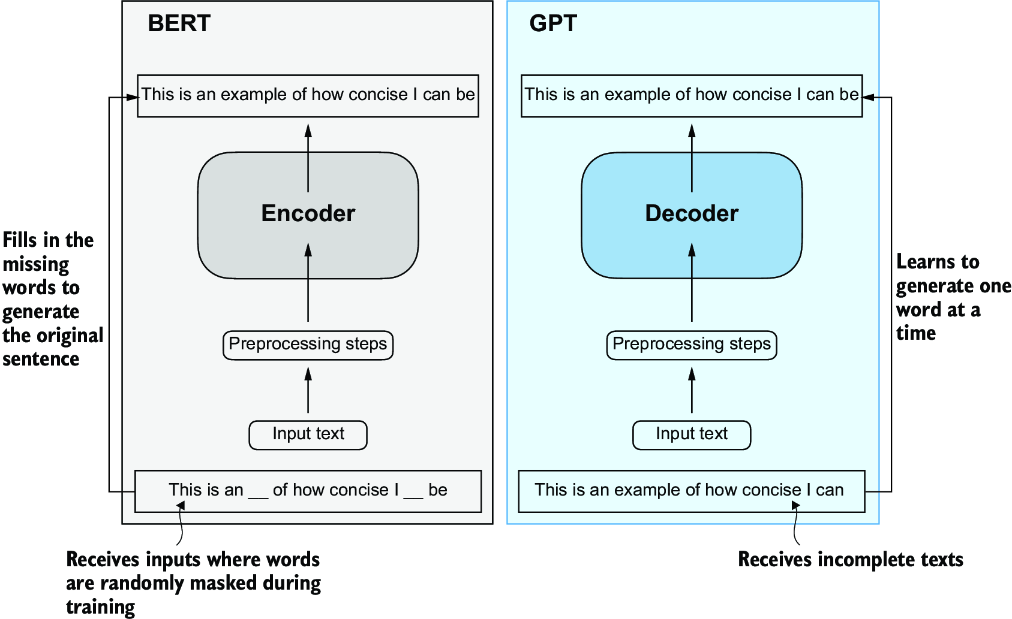 BERT
This is an example of how concise I can be
Encoder
Preprocessing steps
Input text
This is an __ of how concise I __ be
Fills in the
missing
words to
generate
the original
sentence
Receives inputs where words
are randomly masked during
training
GPT
This is an example of how concise I can be
Decoder
Preprocessing steps
Input text
This is an example of how concise I can
Learns to
generate one
word at a
time
Receives incomplete texts